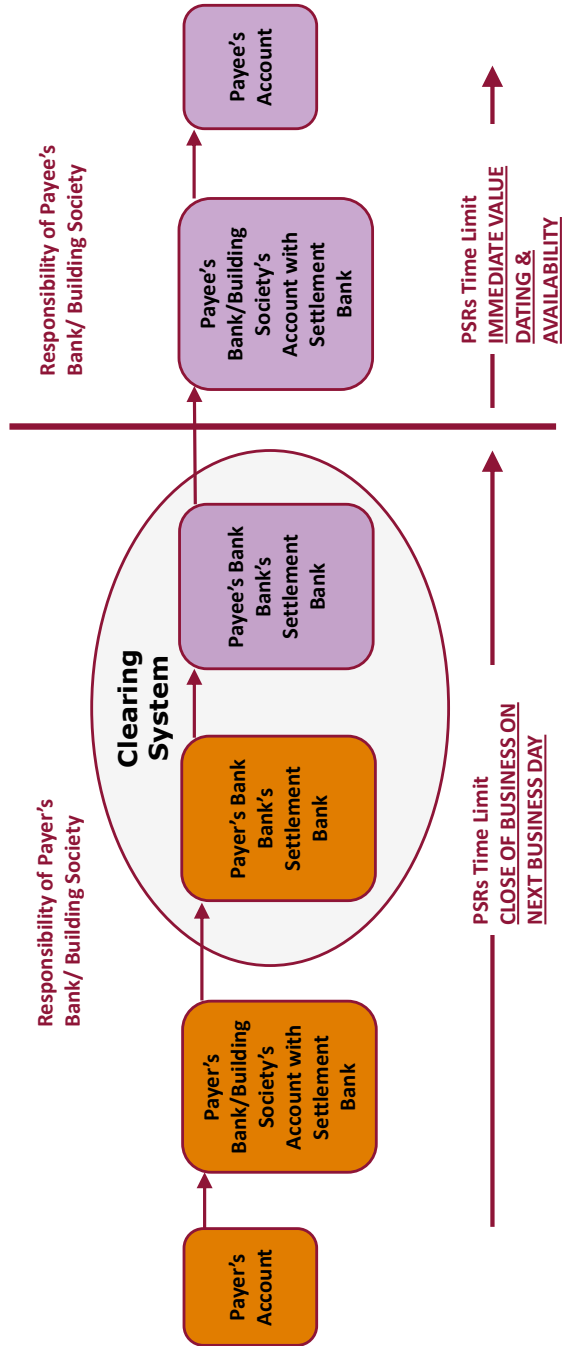 Responsibility of Payer's
Bank/ Building Society
Responsibility of Payee's
Bank/ Building Society
Clearing
System
Payer's
Account
Payer's
Bank/Building
Society's
Account with
Settlement
Bank
Payer's Bank
Bank's
Settlement
Bank
Payee's Bank
Bank's
Settlement
Bank
Payee's
Bank/Building
Society's
Account with
Settlement
Bank
Payee's
Account
PSRs Time Limit
CLOSE OF BUSINESS ON
NEXT BUSINESS DAY
PSRs Time Limit
IMMEDIATE VALUE
DATING &
AVAILABILITY